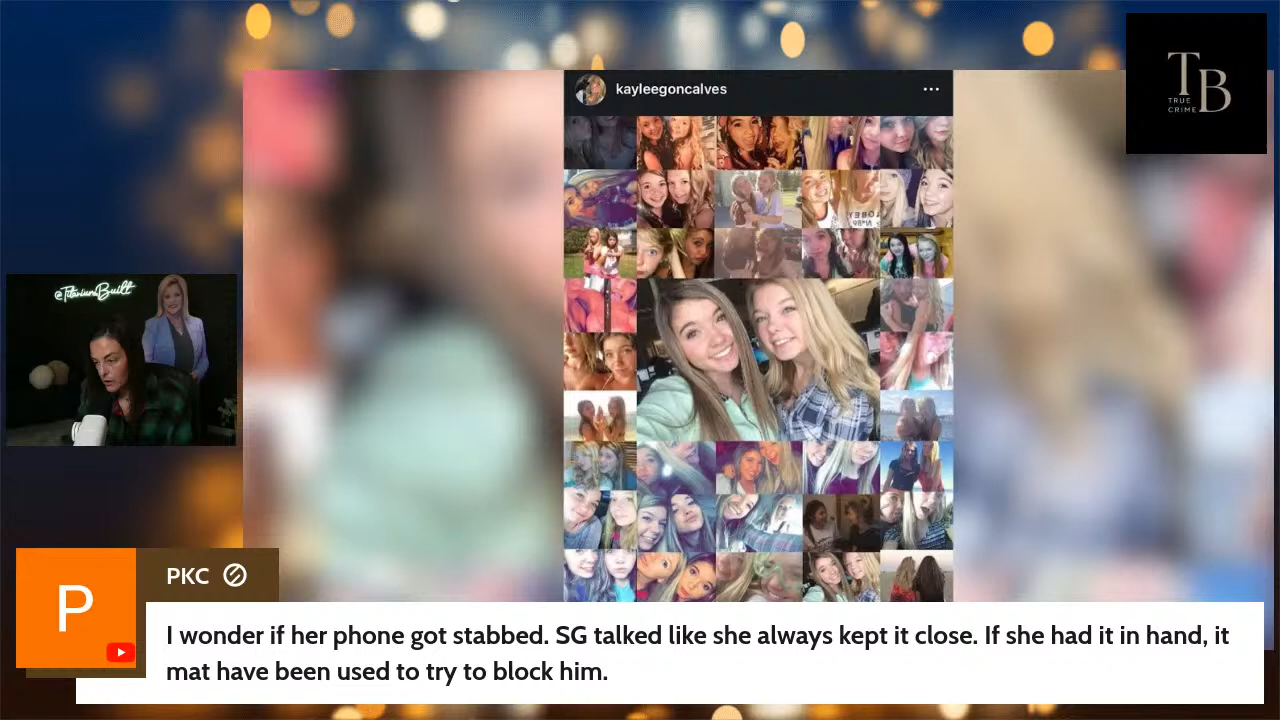 kayleegoncalves
TB
TRUE
CRIME
@TitaniumBuilt
P
PKC
I wonder if her phone got stabbed. SG talked like she always kept it close. If she had it in hand, it
mat have been used to try to block him.